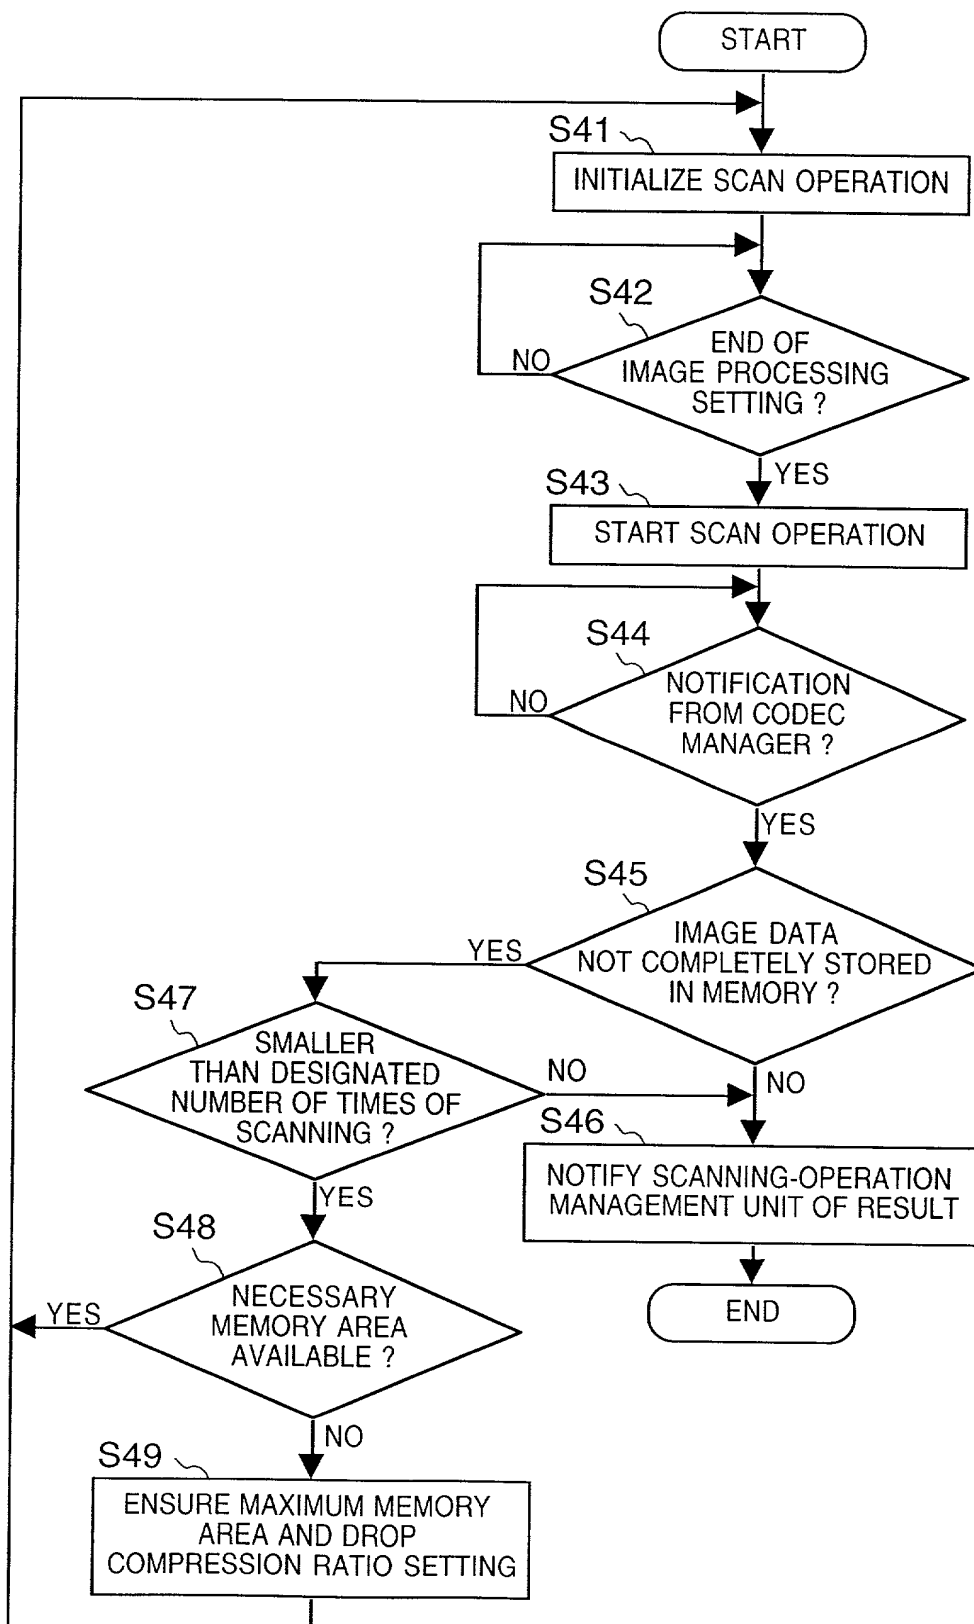 START
S41
INITIALIZE SCAN OPERATION
S42
END OF
IMAGE PROCESSING
SETTING ?
NO
YES
S43
START SCAN OPERATION
S44
NOTIFICATION
FROM CODEC
MANAGER ?
NO
YES
S45
IMAGE DATA
NOT COMPLETELY STORED
IN MEMORY ?
YES
NO
S47
SMALLER
THAN DESIGNATED
NUMBER OF TIMES OF
SCANNING ?
NO
YES
S46
NOTIFY SCANNING-OPERATION
MANAGEMENT UNIT OF RESULT
END
S48
NECESSARY
MEMORY AREA
AVAILABLE ?
YES
NO
S49
ENSURE MAXIMUM MEMORY
AREA AND DROP
COMPRESSION RATIO SETTING